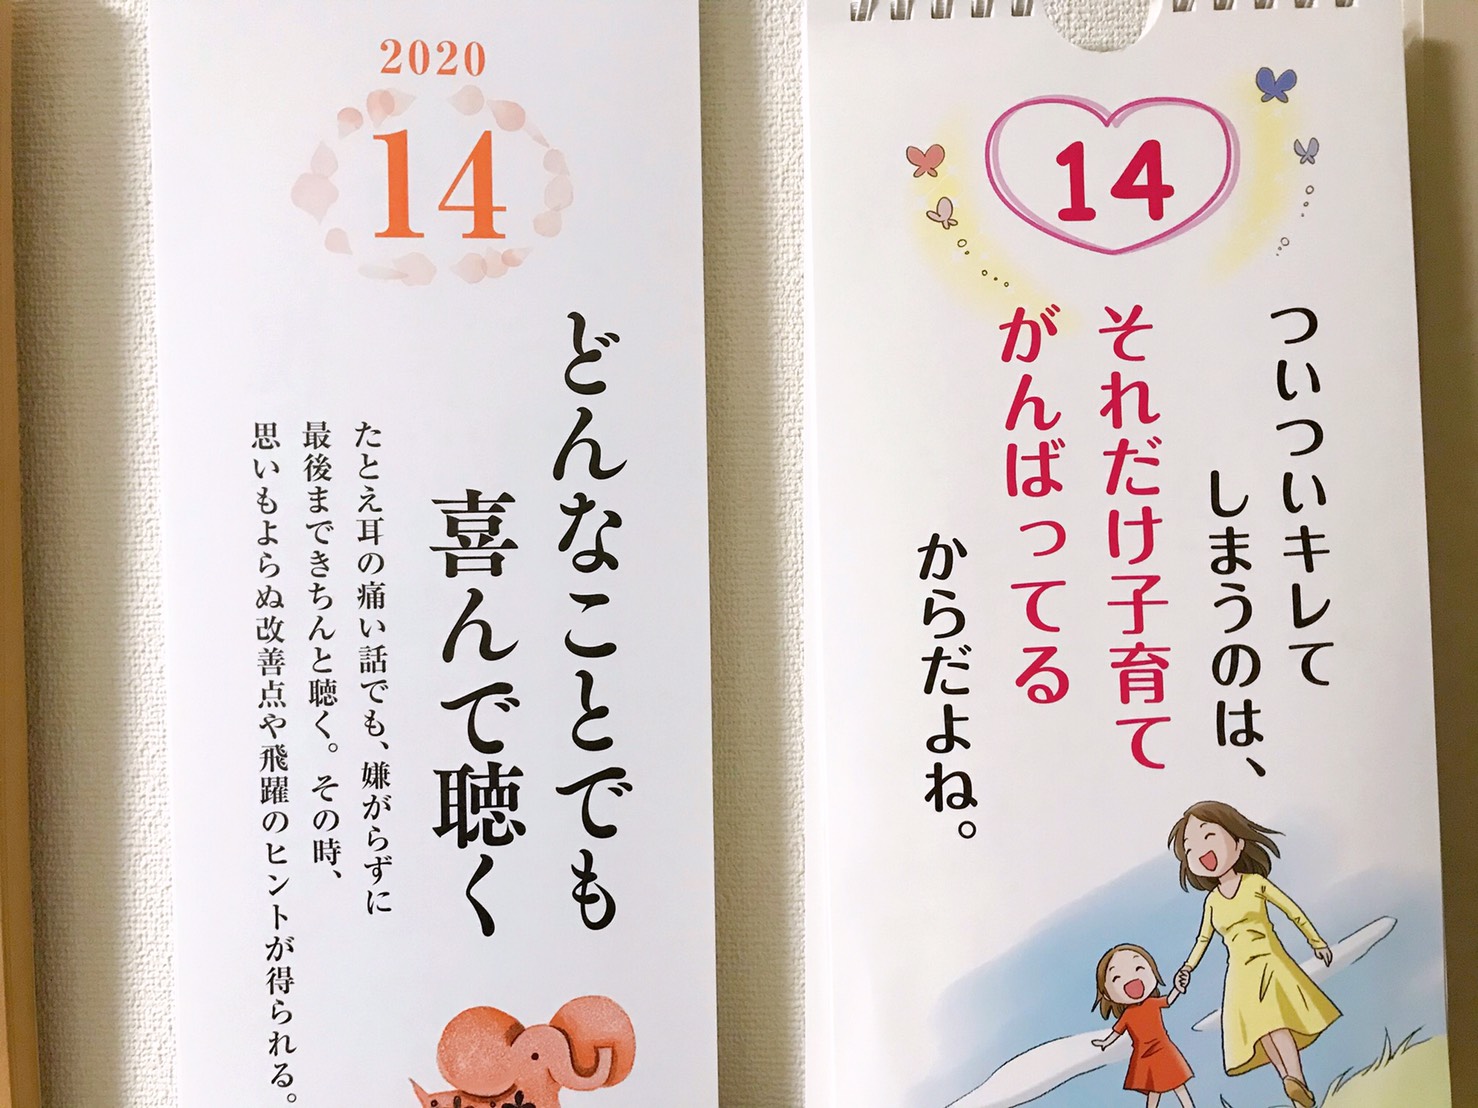 2020
14
どんなことでも
喜んで聴く
たとえ耳の痛い話でも、嫌がらずに
最後まできちんと聴く。その時、
思いもよらぬ改善点や飛躍のヒントが得られる。
14
ついついキレて
しまうのは、
それだけ子育て
がんばってる
からだよね。